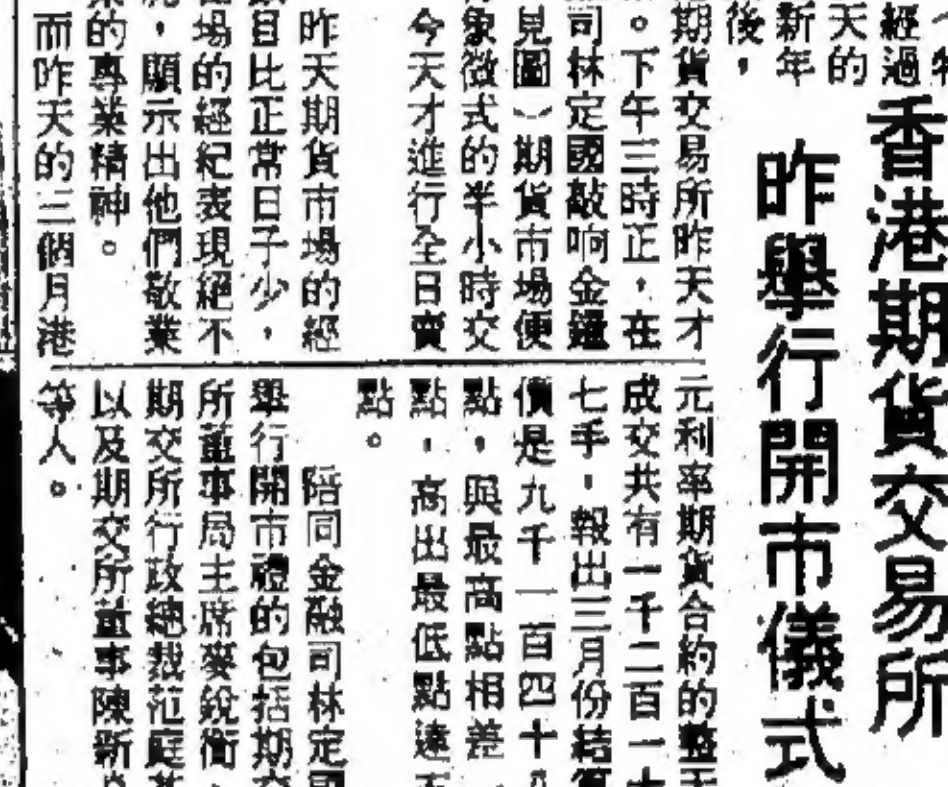 香港期貨交易所
昨舉行開市儀式
經過
天的
新年
後，
期貨交易所昨天才
。下午三時正，在
司林定國敲响金鑼
見圖）期貨市場便
象徵式的半小時交
今天才進行全日賣
昨天期貨市場的經
目比正常日子少，
場的經紀表現絕不
，顯示出他們敬業
的專業精神。
而昨天的三個月港
元利率期貨合約的整天
成交共有一千二百一十
七手，報出三月份結算
價是九千一百四十
點，與最高點相差一
點，高出最低點達
點。
陪同金融司林定國
舉行開市禮的包括期交
所董事局主席麥銳衡、
期交所行政總裁范庭
以及期交所董事陳新
等人。